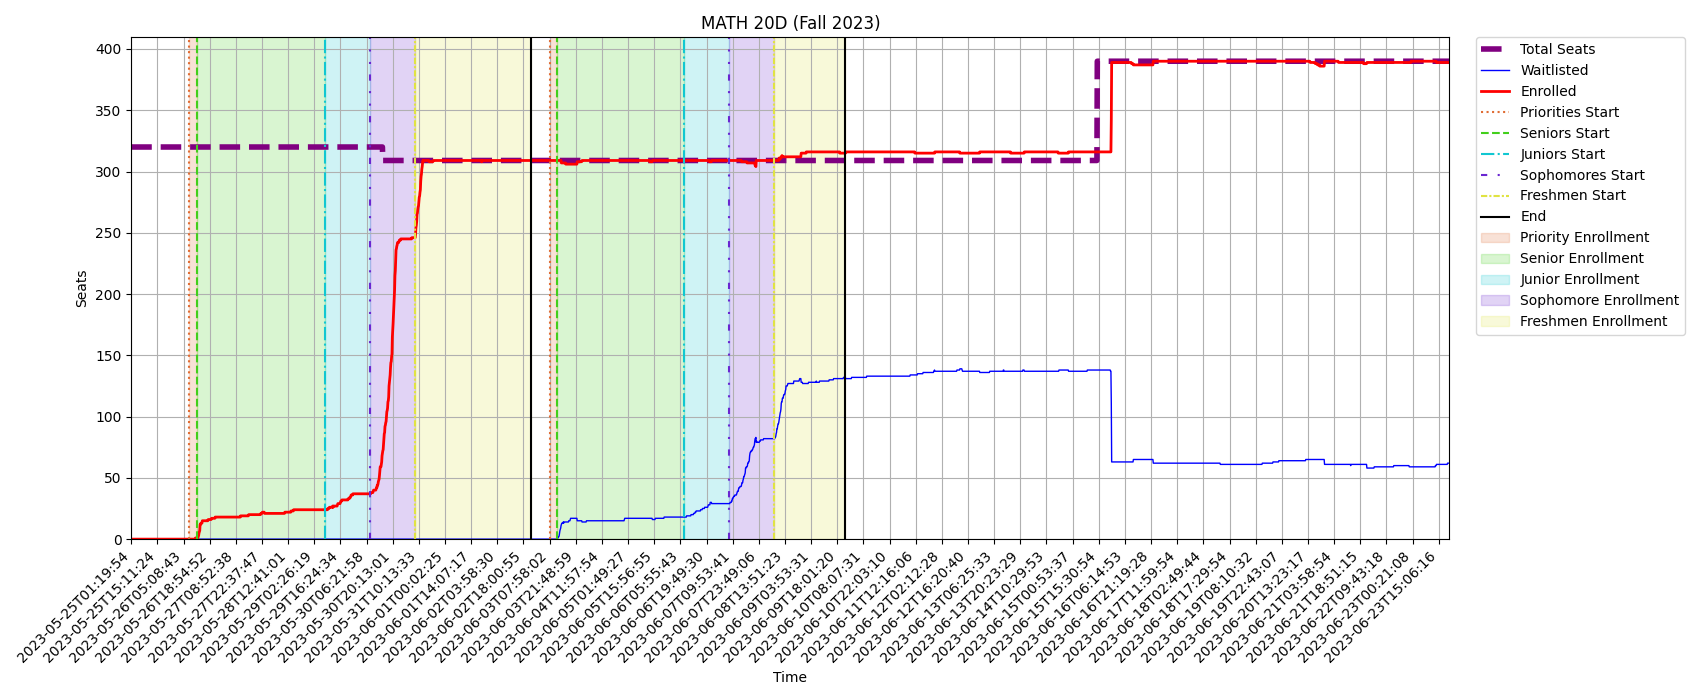 MATH 20D (Fall 2023)
400
350
300
250
200
150
100
50
0
Seats
2023-05-25T01:19:54
2023-05-25T15:11:24
2023-05-26T05:08:43
2023-05-26T18:54:52
2023-05-27T08:52:38
2023-05-27T22:37:47
2023-05-28T12:41:01
2023-05-29T02:26:19
2023-05-29T16:24:34
2023-05-30T06:21:58
2023-05-30T20:13:01
2023-05-31T10:13:33
2023-06-01T00:02:25
2023-06-01T14:07:17
2023-06-02T03:58:30
2023-06-02T18:00:55
2023-06-03T07:58:02
2023-06-03T21:48:59
2023-06-04T11:57:54
2023-06-05T01:49:27
2023-06-05T15:56:55
2023-06-06T05:55:43
2023-06-06T19:49:30
2023-06-07T09:53:41
2023-06-07T23:49:06
2023-06-08T13:51:23
2023-06-09T03:53:31
2023-06-09T18:01:20
2023-06-10T08:07:31
2023-06-10T22:03:10
2023-06-11T12:16:06
2023-06-12T02:12:28
2023-06-12T16:20:40
2023-06-13T06:25:33
2023-06-13T20:23:29
2023-06-14T10:29:53
2023-06-15T00:53:37
2023-06-15T15:30:54
2023-06-16T06:14:53
2023-06-16T21:19:28
2023-06-17T11:59:54
2023-06-18T02:49:44
2023-06-18T17:29:54
2023-06-19T08:10:32
2023-06-19T22:43:07
2023-06-20T13:23:17
2023-06-21T03:58:54
2023-06-21T18:51:15
2023-06-22T09:43:18
2023-06-23T00:21:08
2023-06-23T15:06:16
Time
Total Seats
Waitlisted
Enrolled
Priorities Start
Seniors Start
Juniors Start
Sophomores Start
Freshmen Start
End
Priority Enrollment
Senior Enrollment
Junior Enrollment
Sophomore Enrollment
Freshmen Enrollment